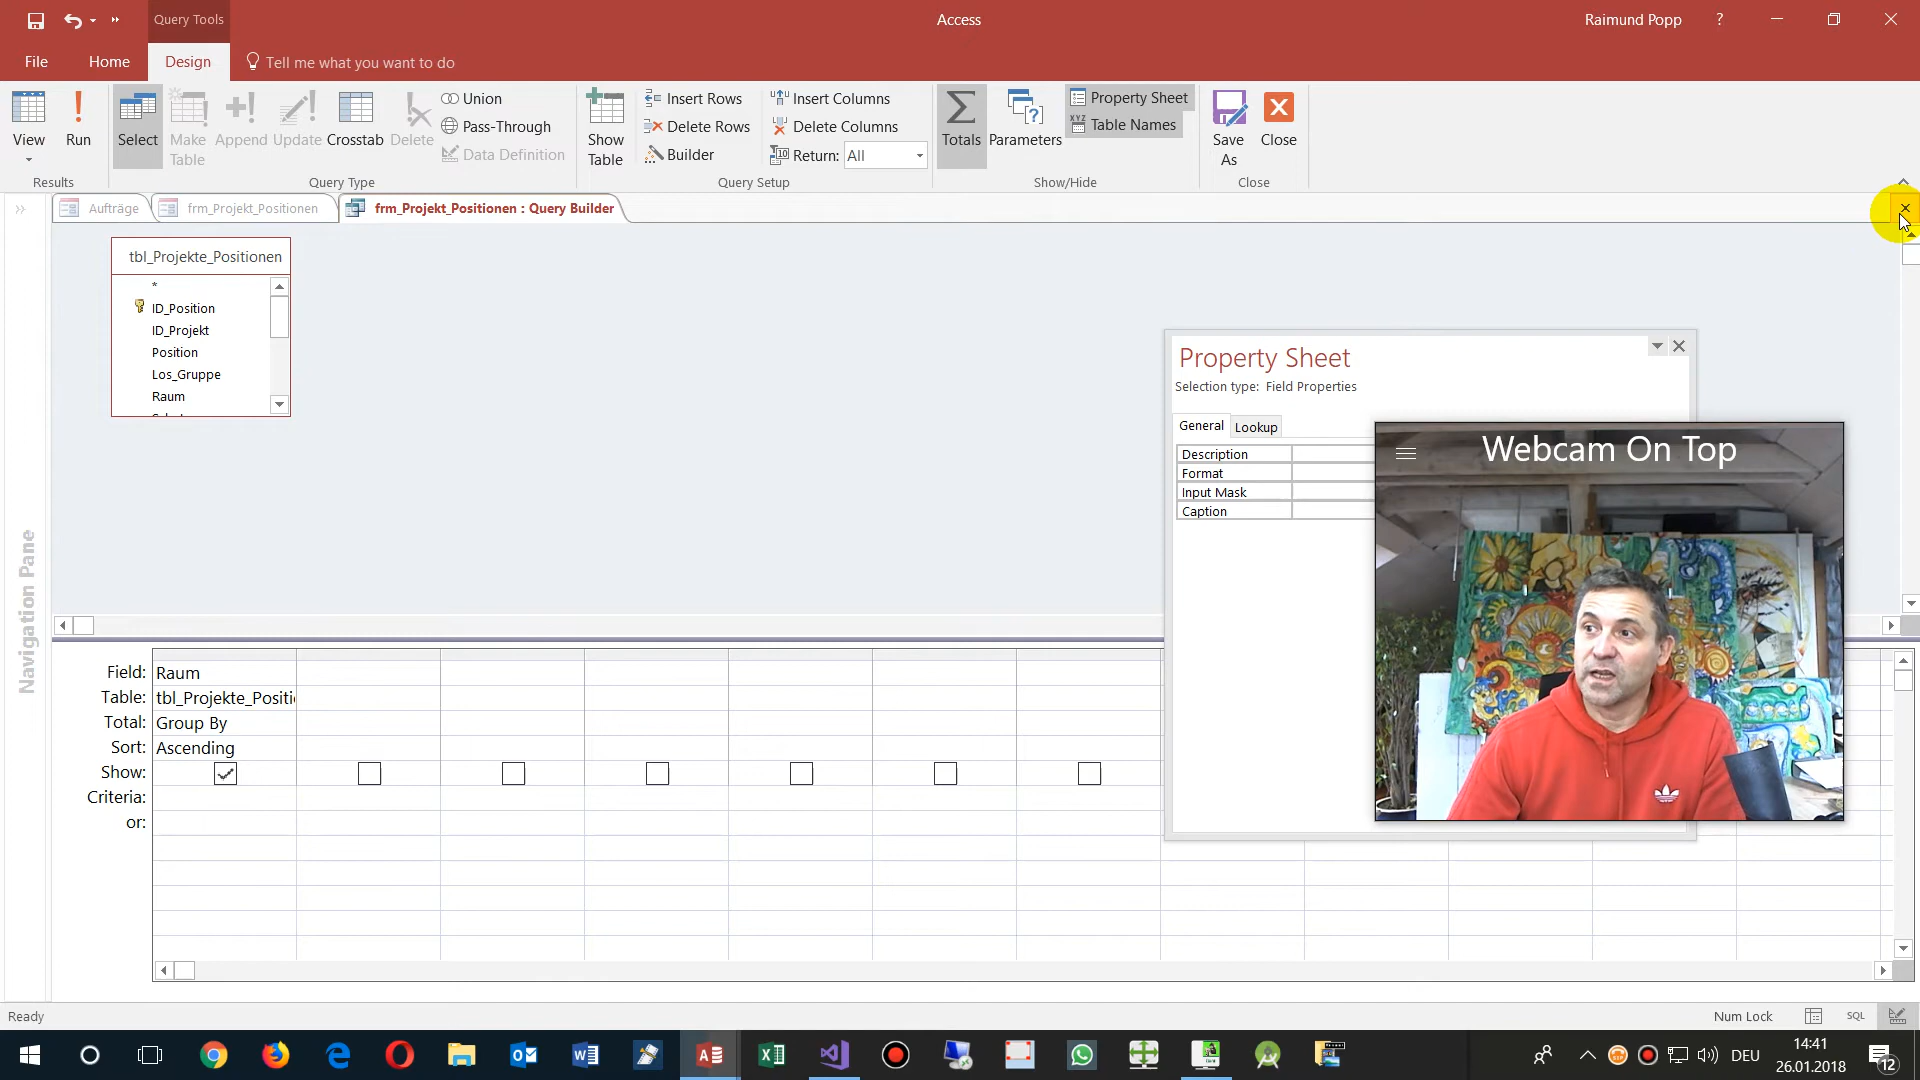 Query Tools
Access
Raimund Popp
?
File
Home
Design
Tell me what you want to do
View
Run
Select
Make Table
Append
Update
Crosstab
Delete
Union
Pass-Through
Data Definition
Show Table
Insert Rows
Delete Rows
Builder
Insert Columns
Delete Columns
Return: All
Totals
Parameters
Property Sheet
Table Names
Save As
Close
Results
Query Type
Query Setup
Show/Hide
Close
Aufträge
frm_Projekt_Positionen
frm_Projekt_Positionen : Query Builder
Navigation Pane
tbl_Projekte_Positionen
*
ID_Position
ID_Projekt
Position
Los_Gruppe
Raum
Property Sheet
Selection type: Field Properties
General
Lookup
Description
Format
Input Mask
Caption
Webcam On Top
Field: Raum
Table: tbl_Projekte_Positi
Total: Group By
Sort: Ascending
Show:
Criteria:
or:
Ready
Num Lock
SQL
DEU
14:41
26.01.2018
12